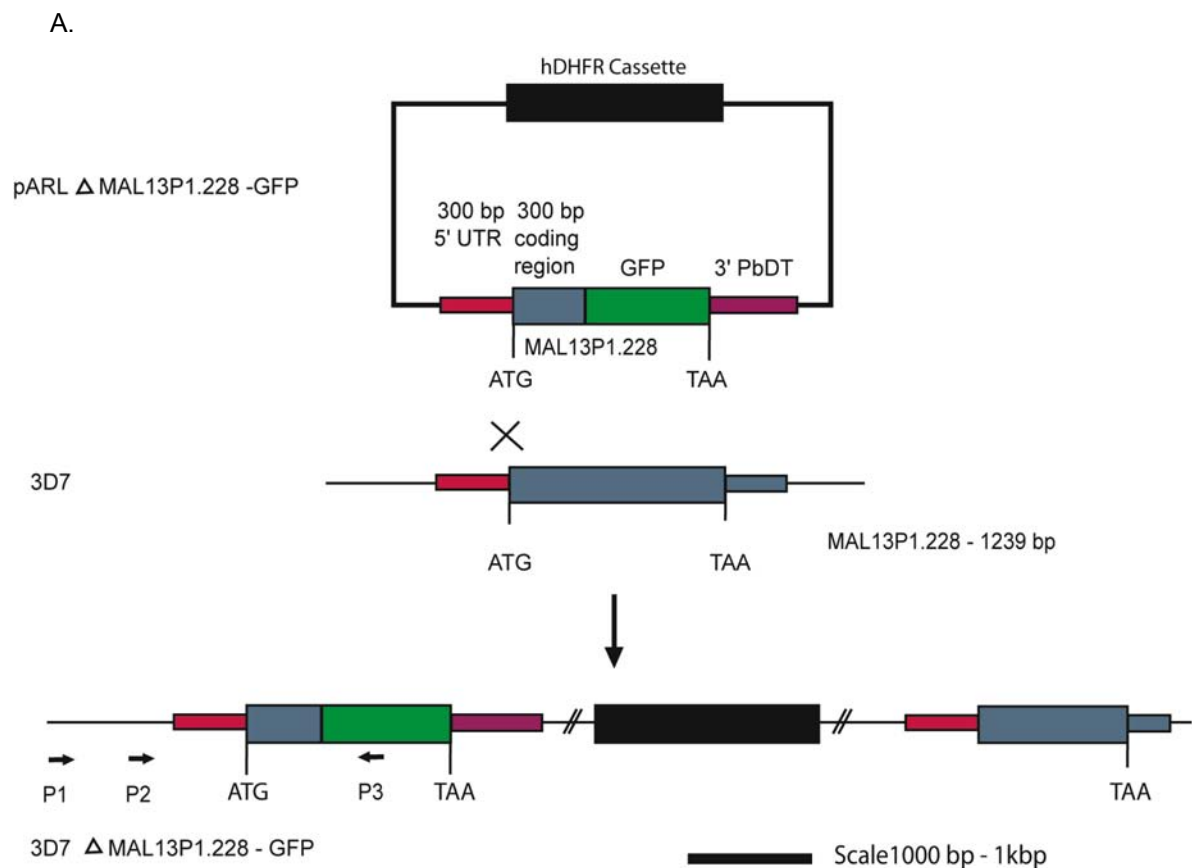 A.
hDHFR Cassette
pARL Δ MAL13P1.228 -GFP
300 bp 300 bp
5' UTR coding
region
GFP
3' PbDT
MAL13P1.228
ATG
TAA
3D7
MAL13P1.228 - 1239 bp
ATG
TAA
P1
P2
ATG
P3
TAA
TAA
3D7 Δ MAL13P1.228 - GFP
Scale1000 bp - 1kbp